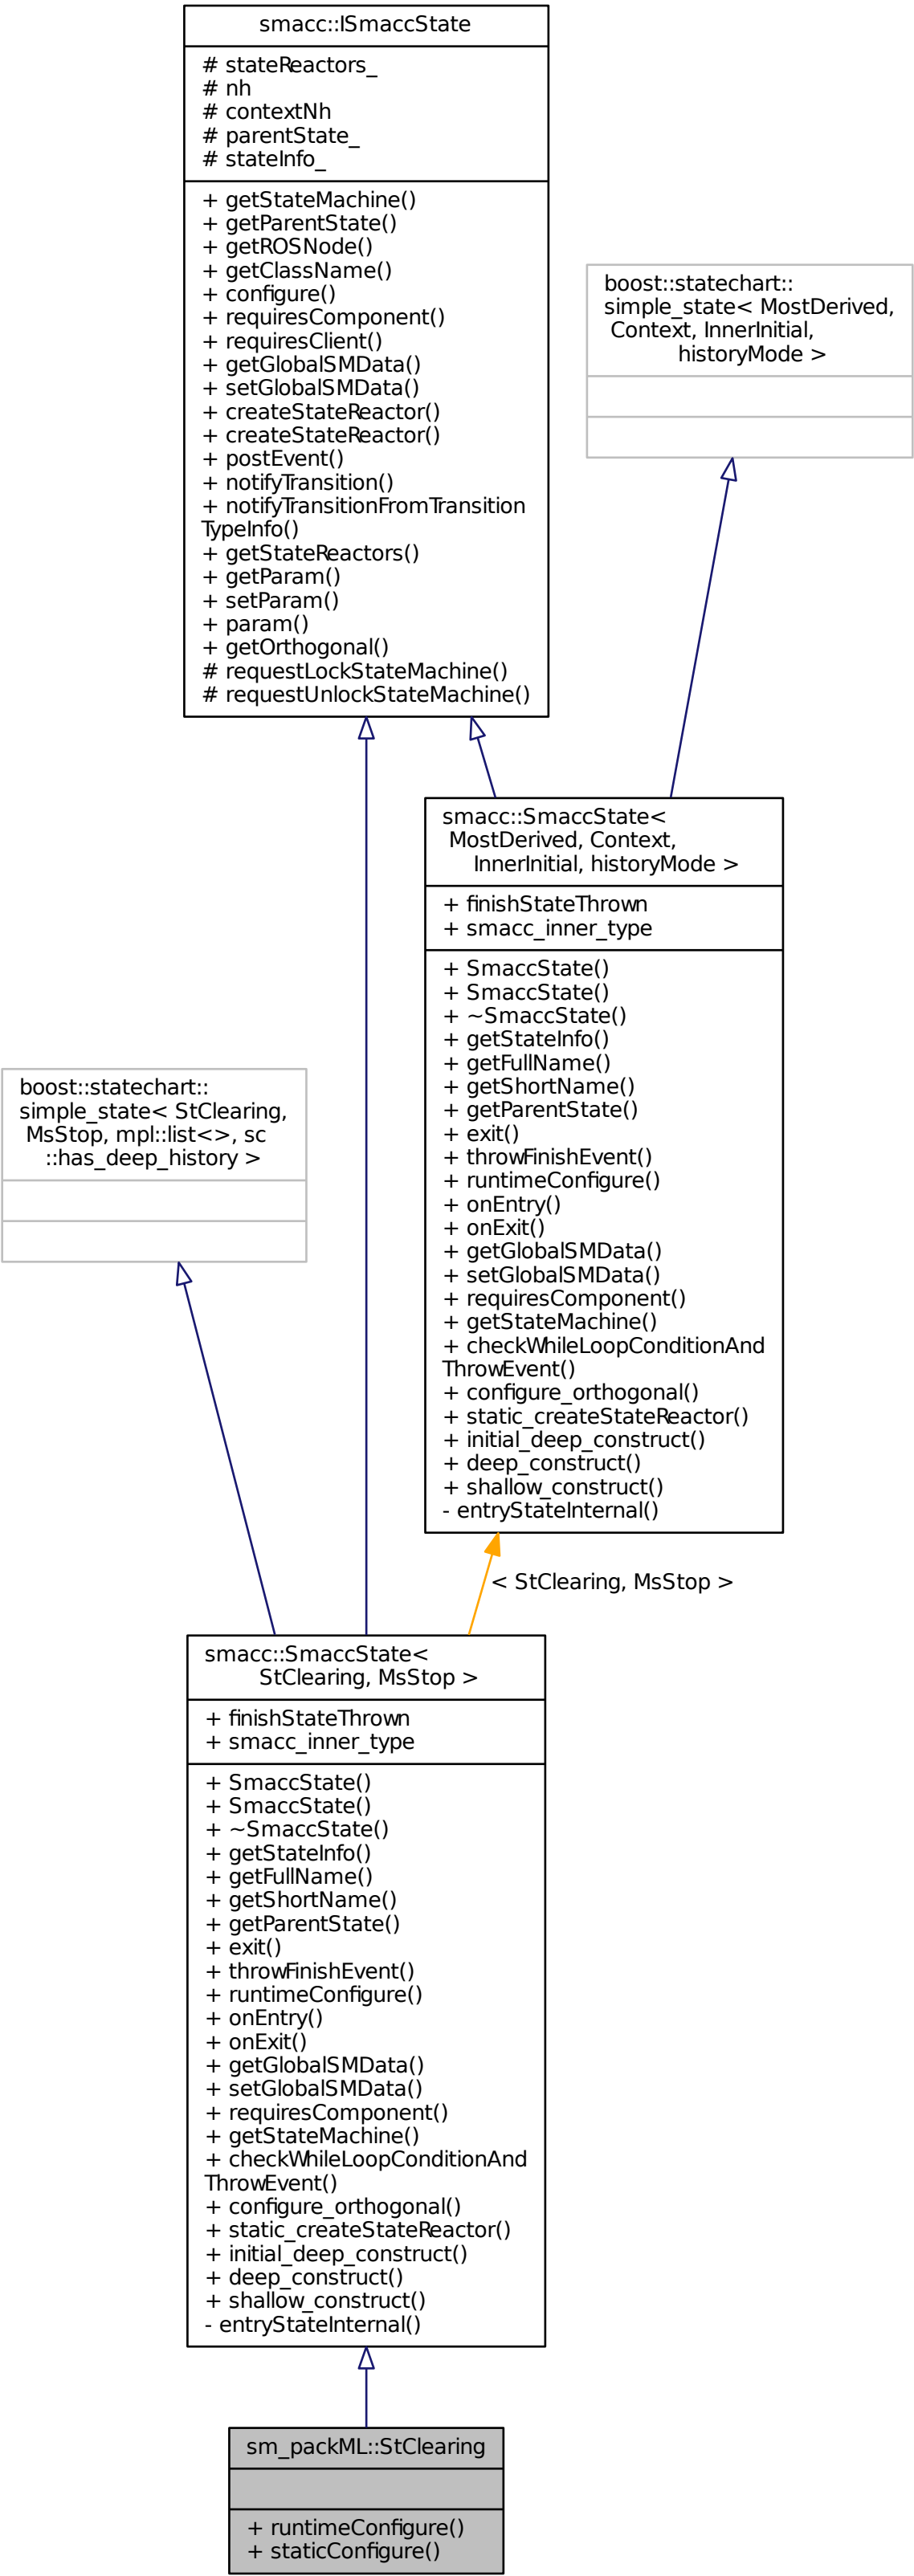 smacc::ISmaccState
# stateReactors_
# nh
# contextNh
# parentState_
# stateInfo_
+ getStateMachine()
+ getParentState()
+ getROSNode()
+ getClassName()
+ configure()
+ requiresComponent()
+ requiresClient()
+ getGlobalSMData()
+ setGlobalSMData()
+ createStateReactor()
+ createStateReactor()
+ postEvent()
+ notifyTransition()
+ notifyTransitionFromTransition
TypeInfo()
+ getStateReactors()
+ getParam()
+ setParam()
+ param()
+ getOrthogonal()
# requestLockStateMachine()
# requestUnlockStateMachine()
boost::statechart::
simple_state< MostDerived,
Context, InnerInitial,
historyMode >
smacc::SmaccState<
MostDerived, Context,
InnerInitial, historyMode >
+ finishStateThrown
+ smacc_inner_type
+ SmaccState()
+ SmaccState()
+ ~SmaccState()
+ getStateInfo()
+ getFullName()
+ getShortName()
+ getParentState()
+ exit()
+ throwFinishEvent()
+ runtimeConfigure()
+ onEntry()
+ onExit()
+ getGlobalSMData()
+ setGlobalSMData()
+ requiresComponent()
+ getStateMachine()
+ checkWhileLoopConditionAnd
ThrowEvent()
+ configure_orthogonal()
+ static_createStateReactor()
+ initial_deep_construct()
+ deep_construct()
+ shallow_construct()
- entryStateInternal()
boost::statechart::
simple_state< StClearing,
MsStop, mpl::list<>, sc
::has_deep_history >
< StClearing, MsStop >
smacc::SmaccState<
StClearing, MsStop >
+ finishStateThrown
+ smacc_inner_type
+ SmaccState()
+ SmaccState()
+ ~SmaccState()
+ getStateInfo()
+ getFullName()
+ getShortName()
+ getParentState()
+ exit()
+ throwFinishEvent()
+ runtimeConfigure()
+ onEntry()
+ onExit()
+ getGlobalSMData()
+ setGlobalSMData()
+ requiresComponent()
+ getStateMachine()
+ checkWhileLoopConditionAnd
ThrowEvent()
+ configure_orthogonal()
+ static_createStateReactor()
+ initial_deep_construct()
+ deep_construct()
+ shallow_construct()
- entryStateInternal()
sm_packML::StClearing
+ runtimeConfigure()
+ staticConfigure()